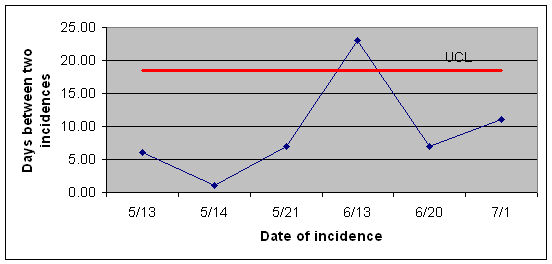 25.00
20.00
15.00
10.00
5.00
0.00
Days between two
incidences
UCL
5/13 5/14 5/21 6/13 6/20 7/1
Date of incidence